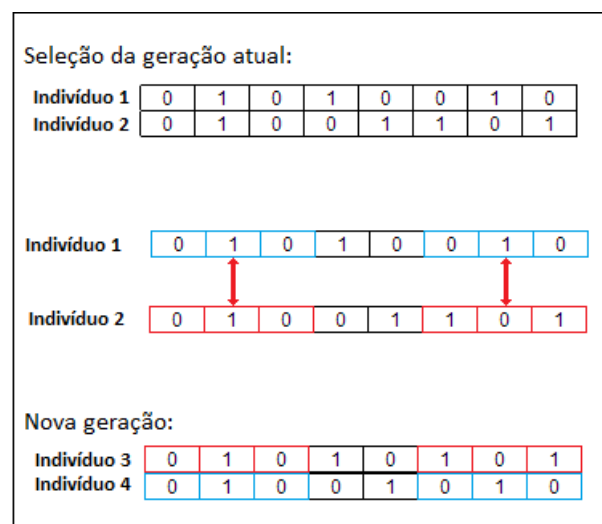 Seleção da geração atual:
Indivíduo 1 0 1 0 1 0 0 1 0
Indivíduo 2 0 1 0 0 1 1 0 1
Indivíduo 1 0 1 0 1 0 0 1 0
Indivíduo 2 0 1 0 0 1 1 0 1
Nova geração:
Indivíduo 3 0 1 0 1 0 1 0 1
Indivíduo 4 0 1 0 0 1 0 1 0